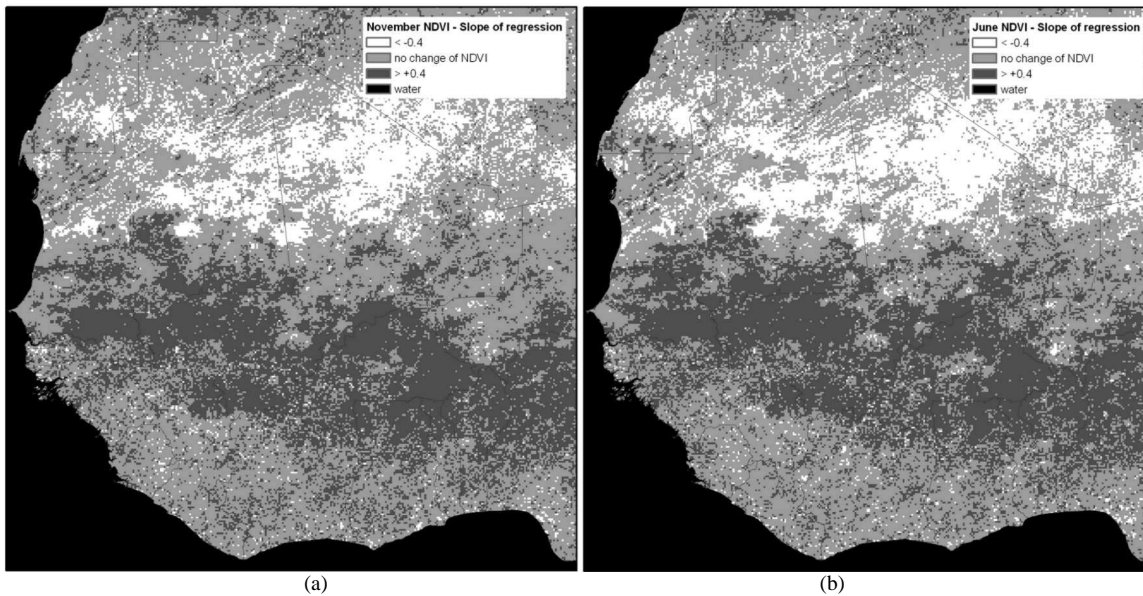 November NDVI - Slope of regression
< -0.4
no change of NDVI
> +0.4
water
June NDVI - Slope of regression
< -0.4
no change of NDVI
> +0.4
water
(a)
(b)